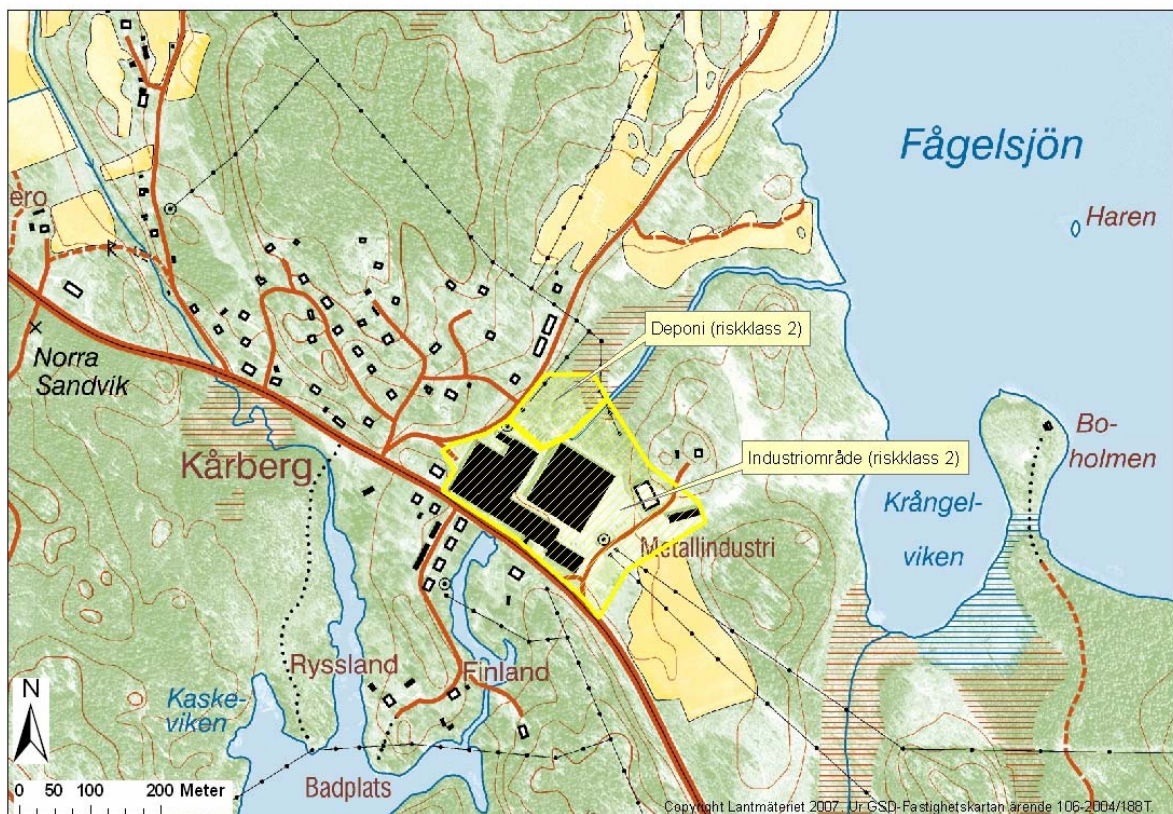 Fågelsjön
ero
Haren
Deponi (riskklass 2)
Norra
Sandvik
Bo-
holmen
Kårberg
Industriområde (riskklass 2)
Krångel-
viken
Metallindustri
Ryssland
Finland
Kaske-
viken
N
Badplats
0 50 100 200 Meter
Copyright Lantmäteriet 2007. Ur GSD-Fastighetskartan ärende 106-2004/188T.